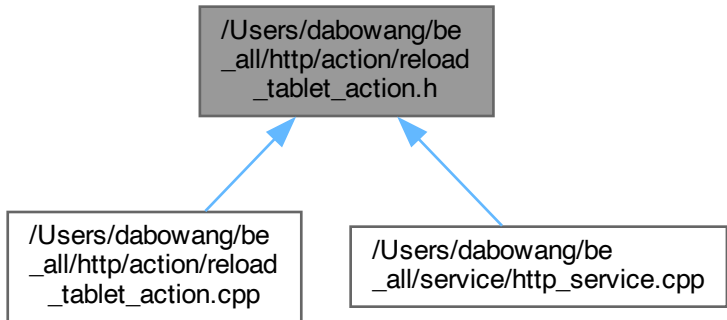 /Users/dabowang/be
_all/http/action/reload
_tablet_action.h
/Users/dabowang/be
_all/http/action/reload
_tablet_action.cpp
/Users/dabowang/be
_all/service/http_service.cpp